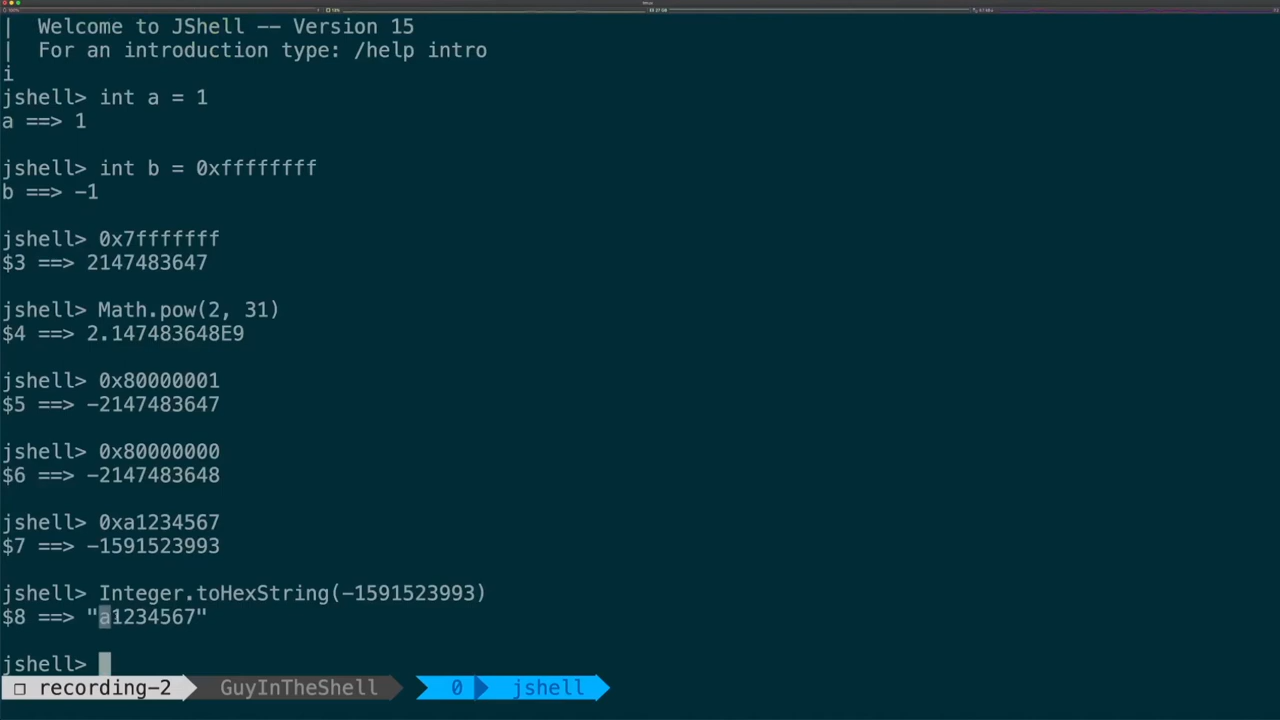 |  Welcome to JShell -- Version 15
|  For an introduction type: /help intro
i
jshell> int a = 1
a ==> 1
jshell> int b = 0xffffffff
b ==> -1
jshell> 0x7fffffff
$3 ==> 2147483647
jshell> Math.pow(2, 31)
$4 ==> 2.147483648E9
jshell> 0x80000001
$5 ==> -2147483647
jshell> 0x80000000
$6 ==> -2147483648
jshell> 0xa1234567
$7 ==> -1591523993
jshell> Integer.toHexString(-1591523993)
$8 ==> "a1234567"
jshell>
recording-2 GuyInTheShell 0 jshell